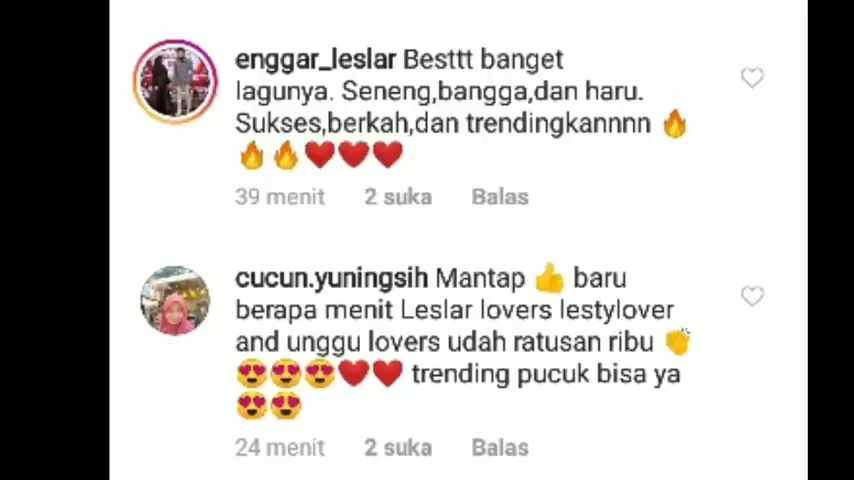 enggar_leslar Besttt banget
lagunya. Seneng,bangga,dan haru.
Sukses,berkah,dan trendingkannnn 🔥
🔥🔥❤️❤️❤️
39 menit 2 suka Balas
cucun.yuningsih Mantap 👍 baru
berapa menit Leslar lovers lestylover
and unggu lovers udah ratusan ribu 👏
😍😍😍❤️❤️ trending pucuk bisa ya
😍😍
24 menit 2 suka Balas